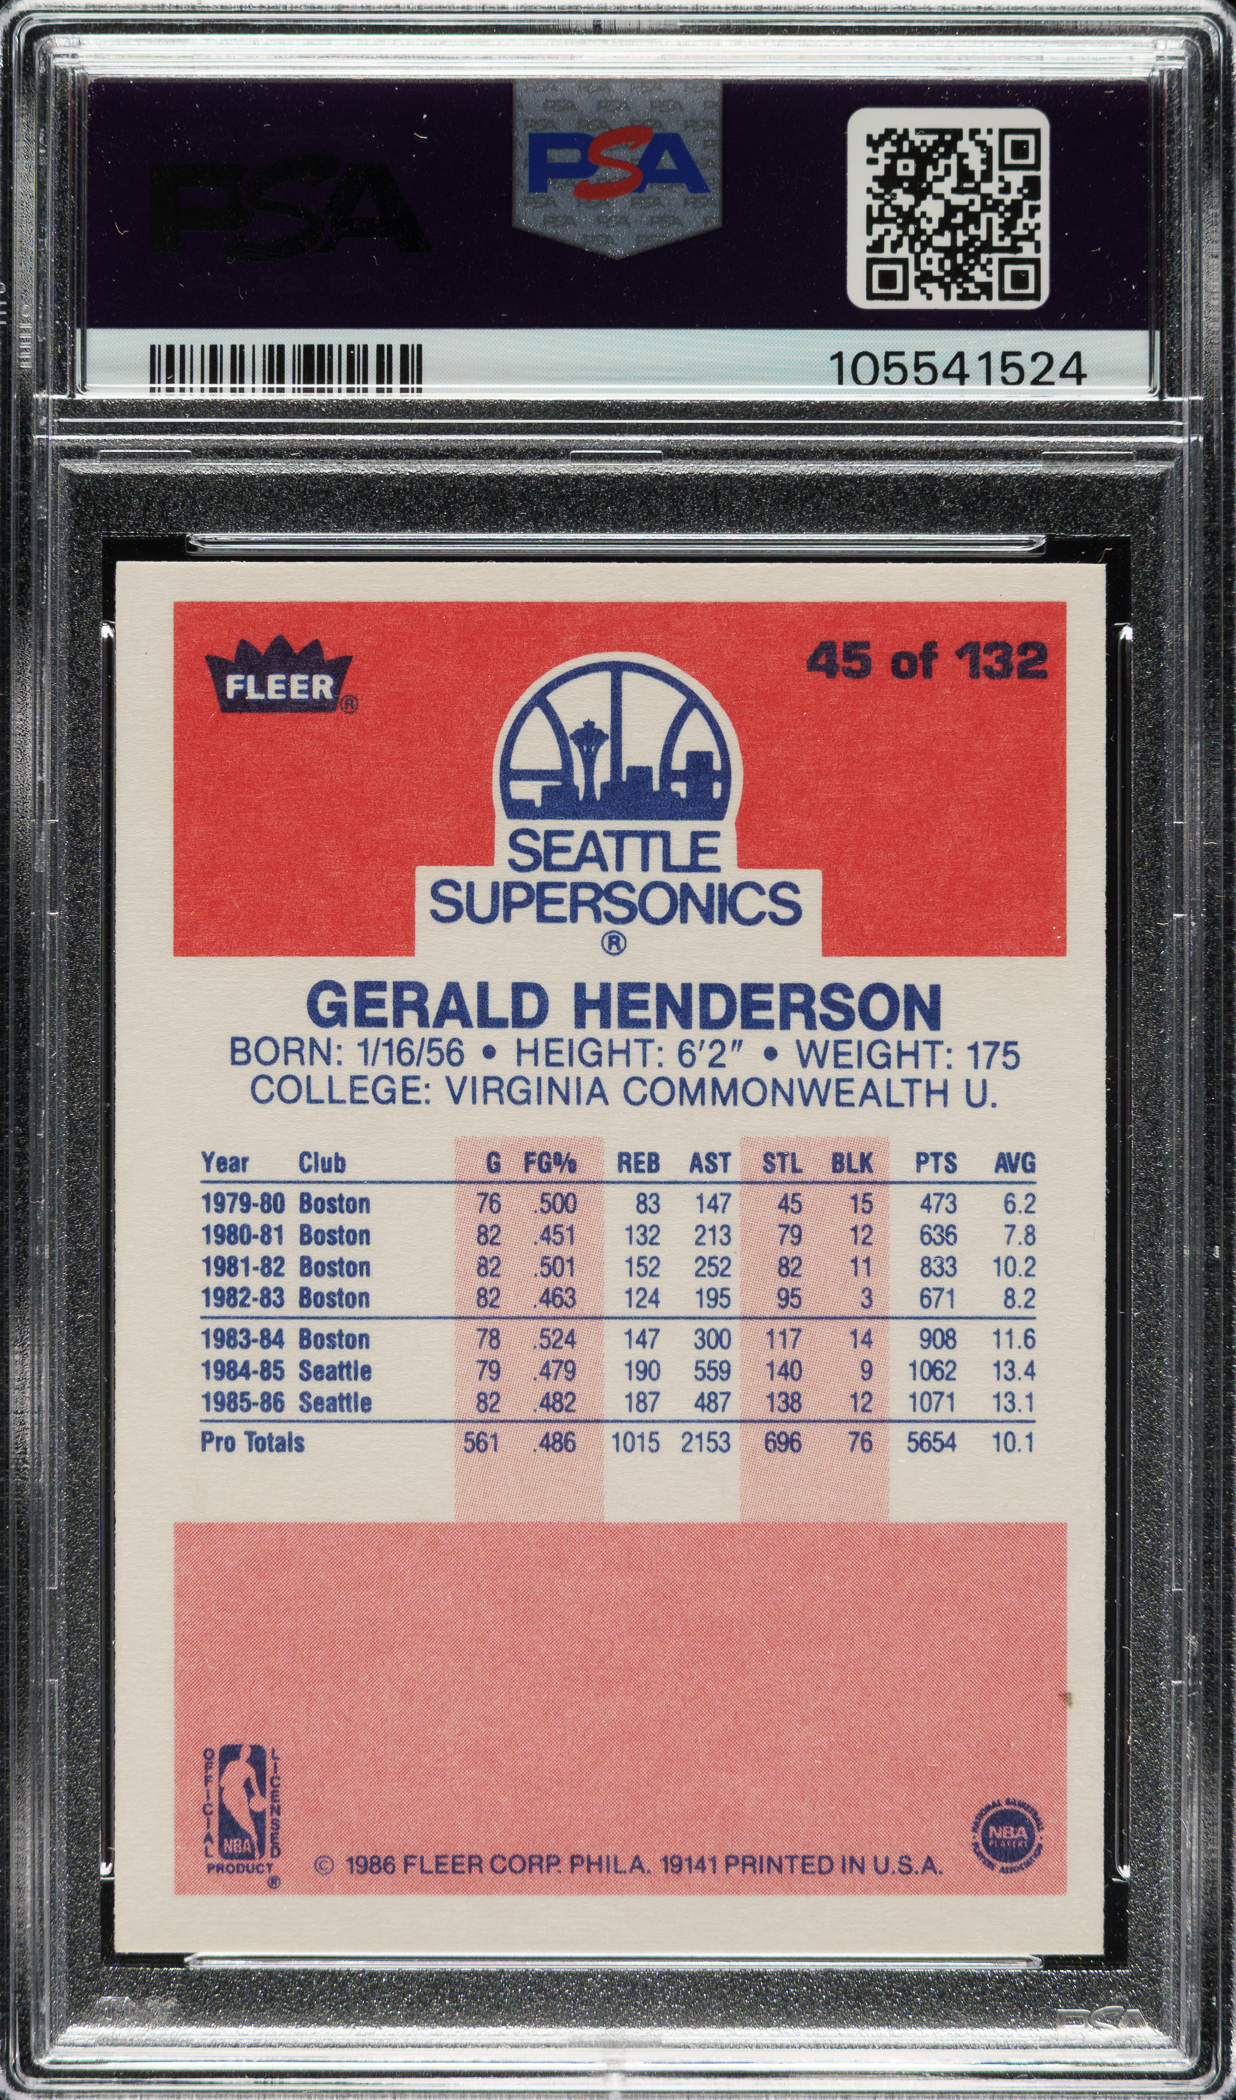 PSA
PSA
105541524
FLEER®
45 of 132
SEATTLE
SUPERSONICS
®
GERALD HENDERSON
BORN: 1/16/56 • HEIGHT: 6'2" • WEIGHT: 175
COLLEGE: VIRGINIA COMMONWEALTH U.
Year Club G FG% REB AST STL BLK PTS AVG
1979-80 Boston 76 .500 83 147 45 15 473 6.2
1980-81 Boston 82 .451 132 213 79 12 636 7.8
1981-82 Boston 82 .501 152 252 82 11 833 10.2
1982-83 Boston 82 .463 124 195 95 3 671 8.2
1983-84 Boston 78 .524 147 300 117 14 908 11.6
1984-85 Seattle 79 .479 190 559 140 9 1062 13.4
1985-86 Seattle 82 .482 187 487 138 12 1071 13.1
Pro Totals 561 .486 1015 2153 696 76 5654 10.1
OFFICIAL LICENSED
NBA
PRODUCT
®
© 1986 FLEER CORP. PHILA. 19141 PRINTED IN U.S.A.
NATIONAL BASKETBALL
NBA
PLAYERS
PLAYERS ASSOCIATION
PSA